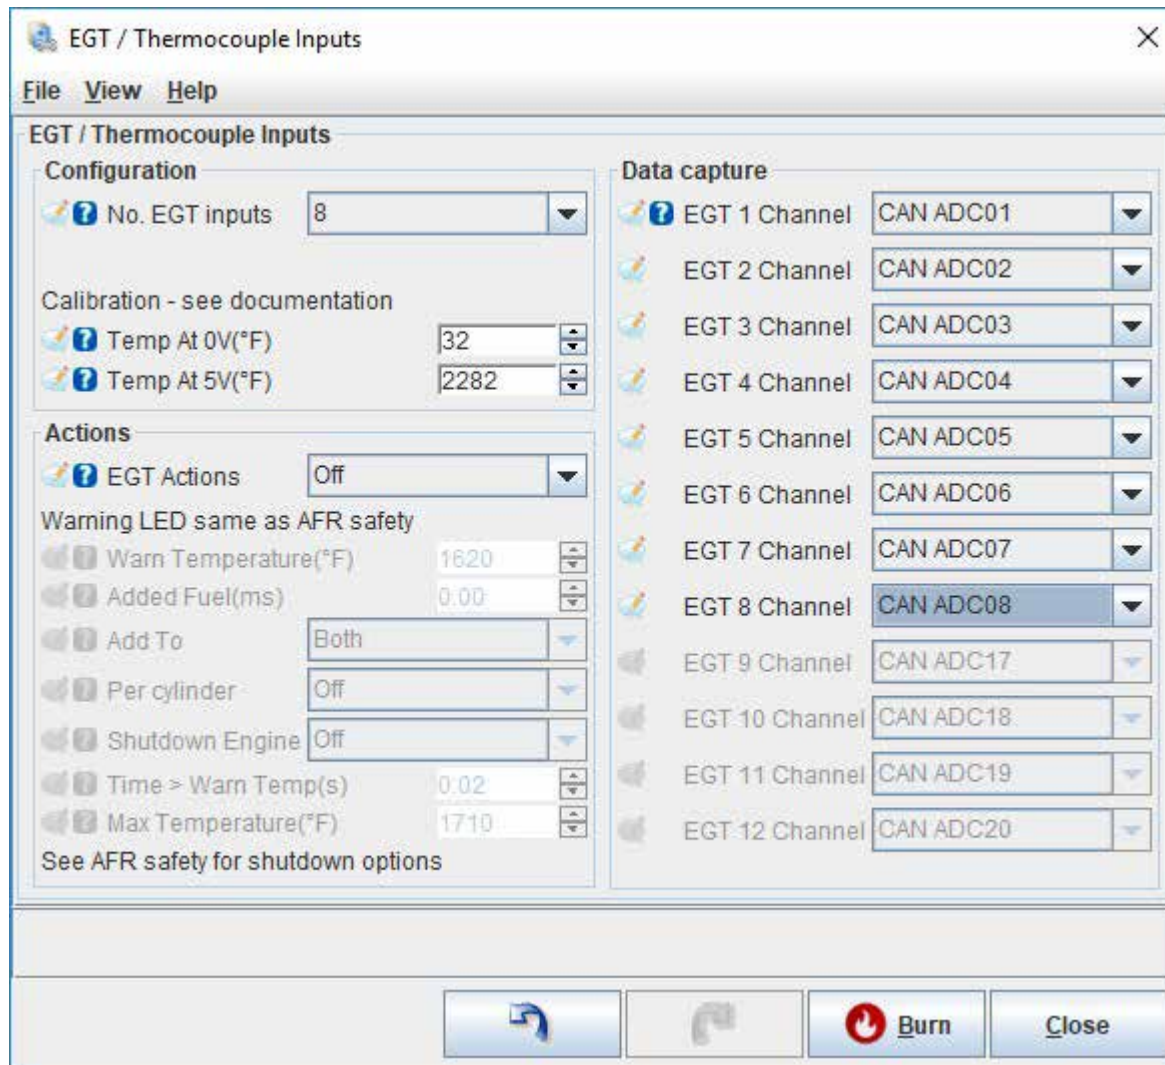 EGT / Thermocouple Inputs
File View Help
EGT / Thermocouple Inputs
Configuration
No. EGT inputs 8
Calibration - see documentation
Temp At 0V(°F) 32
Temp At 5V(°F) 2282
Actions
EGT Actions Off
Warning LED same as AFR safety
Warn Temperature(°F) 1620
Added Fuel(ms) 0.00
Add To Both
Per cylinder Off
Shutdown Engine Off
Time > Warn Temp(s) 0.02
Max Temperature(°F) 1710
See AFR safety for shutdown options
Data capture
EGT 1 Channel CAN ADC01
EGT 2 Channel CAN ADC02
EGT 3 Channel CAN ADC03
EGT 4 Channel CAN ADC04
EGT 5 Channel CAN ADC05
EGT 6 Channel CAN ADC06
EGT 7 Channel CAN ADC07
EGT 8 Channel CAN ADC08
EGT 9 Channel CAN ADC17
EGT 10 Channel CAN ADC18
EGT 11 Channel CAN ADC19
EGT 12 Channel CAN ADC20
Burn Close